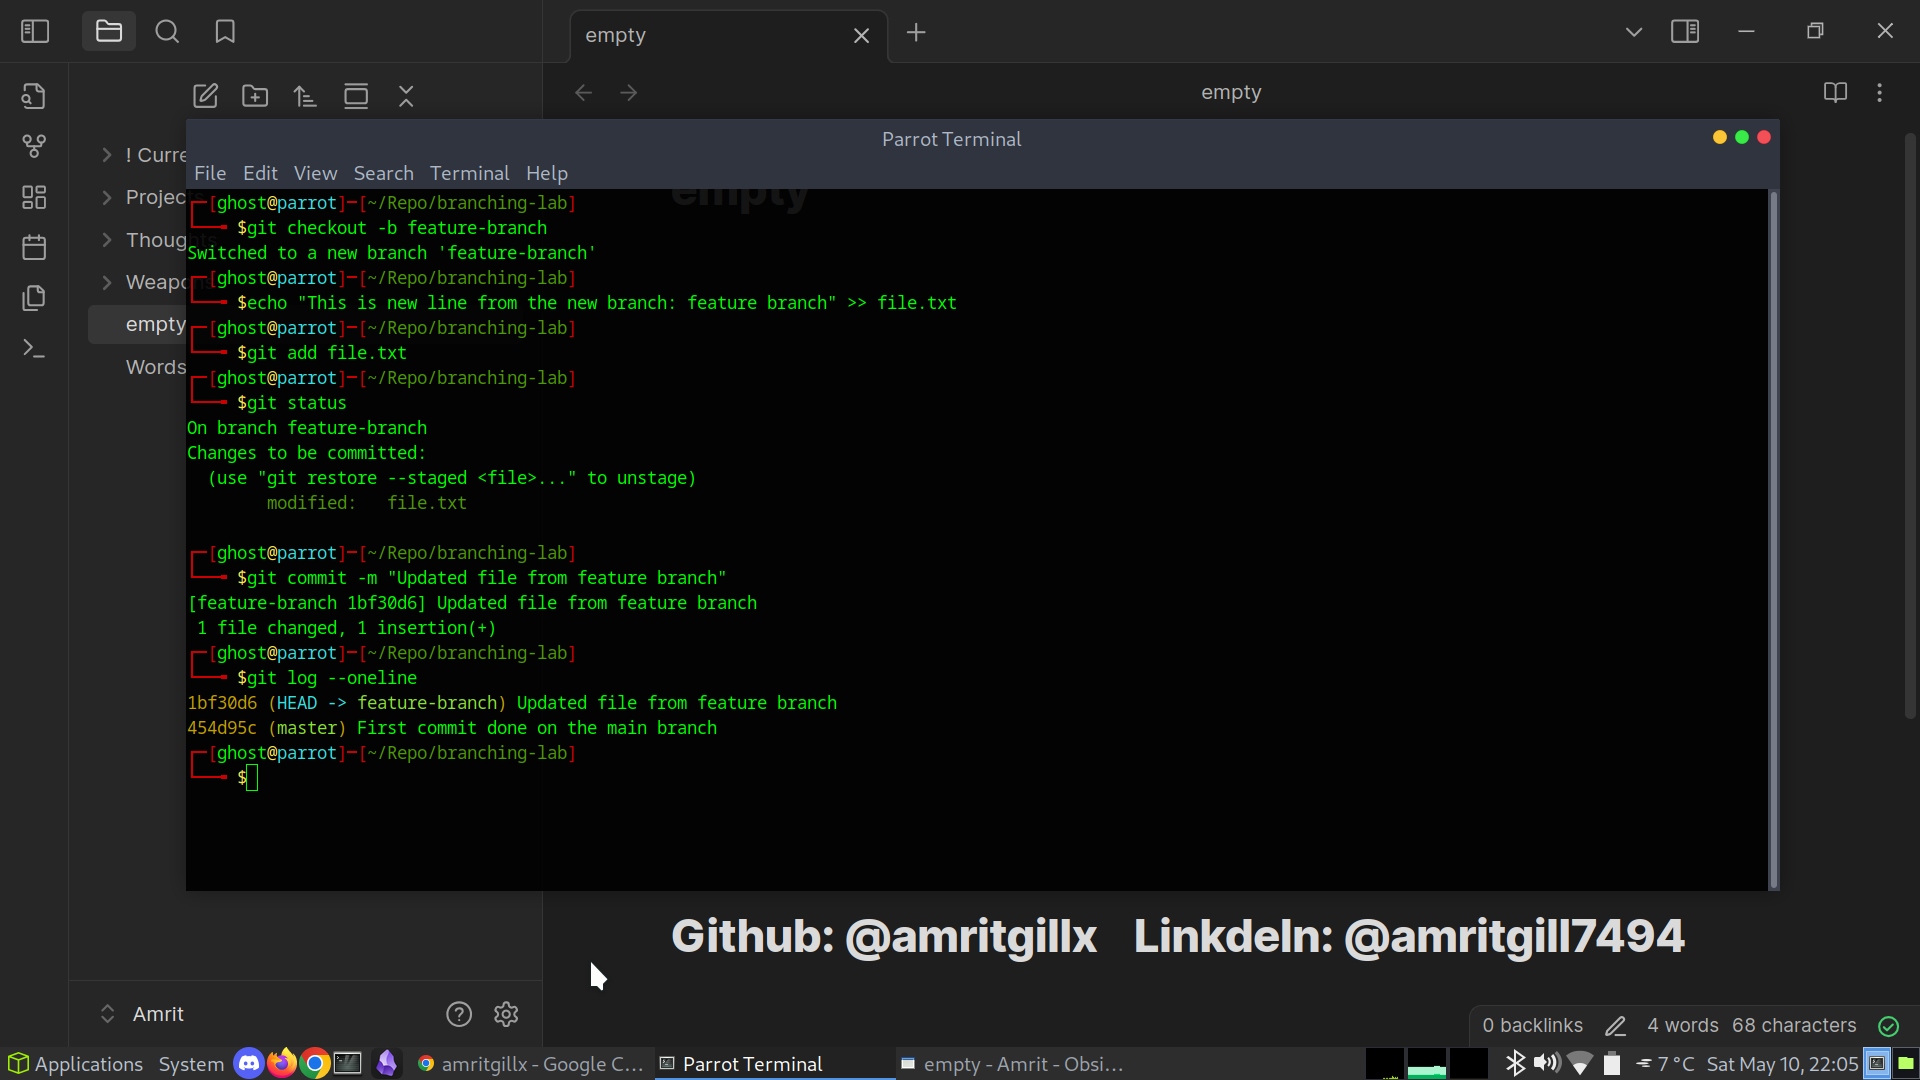 empty
empty
! Curre
Projec
Thoug
Weapo
empty
Words
Parrot Terminal
File Edit View Search Terminal Help
empty
[ghost@parrot]─[~/Repo/branching-lab]
$git checkout -b feature-branch
Switched to a new branch 'feature-branch'
[ghost@parrot]─[~/Repo/branching-lab]
$echo "This is new line from the new branch: feature branch" >> file.txt
[ghost@parrot]─[~/Repo/branching-lab]
$git add file.txt
[ghost@parrot]─[~/Repo/branching-lab]
$git status
On branch feature-branch
Changes to be committed:
(use "git restore --staged <file>..." to unstage)
modified: file.txt
[ghost@parrot]─[~/Repo/branching-lab]
$git commit -m "Updated file from feature branch"
[feature-branch 1bf30d6] Updated file from feature branch
1 file changed, 1 insertion(+)
[ghost@parrot]─[~/Repo/branching-lab]
$git log --oneline
1bf30d6 (HEAD -> feature-branch) Updated file from feature branch
454d95c (master) First commit done on the main branch
[ghost@parrot]─[~/Repo/branching-lab]
$
Github: @amritgillx LinkdeIn: @amritgill7494
Amrit
0 backlinks 4 words 68 characters
Applications System amritgillx - Google C... Parrot Terminal empty - Amrit - Obsi... 7 °C Sat May 10, 22:05